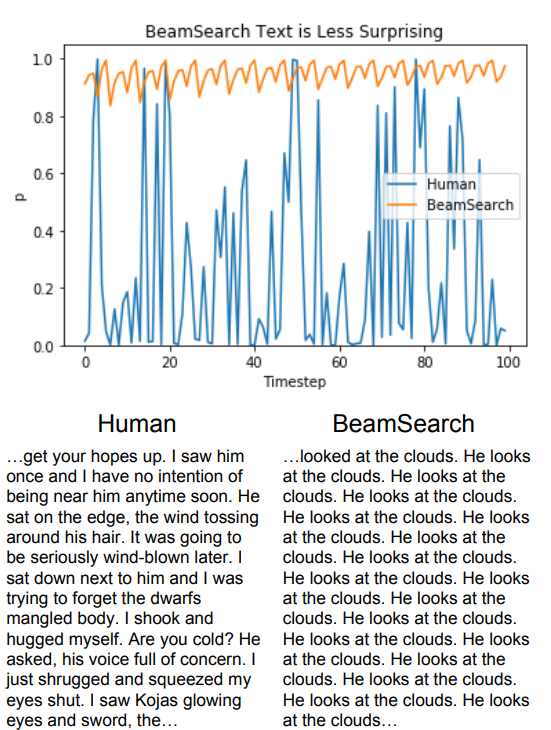 BeamSearch Text is Less Surprising
1.0
0.8
0.6
0.4
0.2
0.0
p
Human
BeamSearch
0
20
40
60
80
100
Timestep
Human
…get your hopes up. I saw him
once and I have no intention of
being near him anytime soon. He
sat on the edge, the wind tossing
around his hair. It was going to
be seriously wind-blown later. I
sat down next to him and I was
trying to forget the dwarfs
mangled body. I shook and
hugged myself. Are you cold? He
asked, his voice full of concern. I
just shrugged and squeezed my
eyes shut. I saw Kojas glowing
eyes and sword, the…
BeamSearch
…looked at the clouds. He looks
at the clouds. He looks at the
clouds. He looks at the clouds.
He looks at the clouds. He looks
at the clouds. He looks at the
clouds. He looks at the clouds.
He looks at the clouds. He looks
at the clouds. He looks at the
clouds. He looks at the clouds.
He looks at the clouds. He looks
at the clouds. He looks at the
clouds. He looks at the clouds.
He looks at the clouds. He looks
at the clouds…